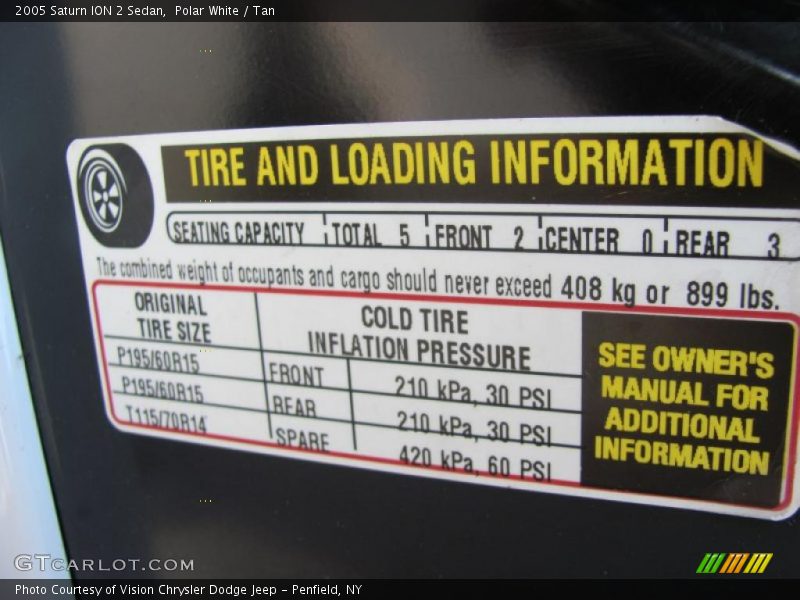 2005 Saturn ION 2 Sedan, Polar White / Tan
TIRE AND LOADING INFORMATION
SEATING CAPACITY TOTAL 5 FRONT 2 CENTER 0 REAR 3
The combined weight of occupants and cargo should never exceed 408 kg or 899 lbs.
ORIGINAL
TIRE SIZE
COLD TIRE
INFLATION PRESSURE
P195/60R15 FRONT 210 kPa, 30 PSI
P195/60R15 REAR 210 kPa, 30 PSI
T115/70R14 SPARE 420 kPa, 60 PSI
SEE OWNER'S
MANUAL FOR
ADDITIONAL
INFORMATION
GTCARLOT.COM
Photo Courtesy of Vision Chrysler Dodge Jeep - Penfield, NY